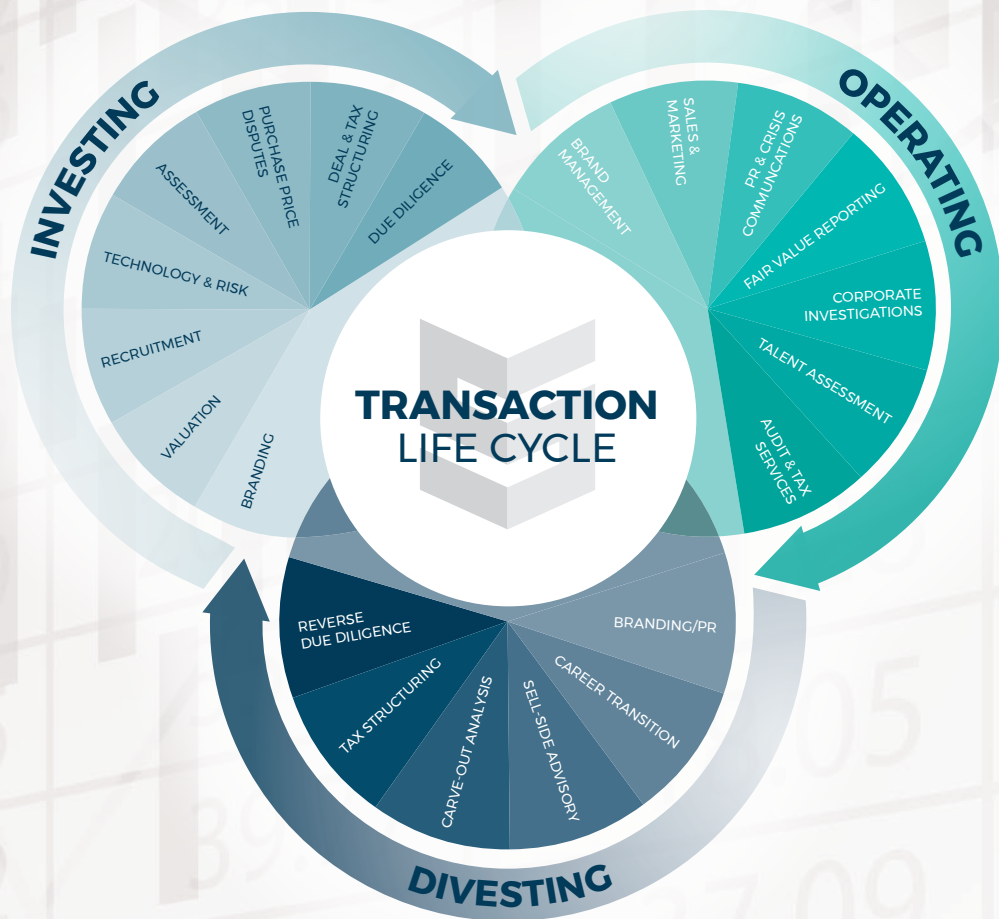 INVESTING
BRANDING
VALUATION
RECRUITMENT
TECHNOLOGY & RISK
ASSESSMENT
PURCHASE PRICE
DISPUTES
DEAL & TAX
STRUCTURING
DUE DILIGENCE
OPERATING
BRAND
MANAGEMENT
SALES &
MARKETING
PR & CRISIS
COMMUNCATIONS
FAIR VALUE REPORTING
CORPORATE
INVESTIGATIONS
TALENT ASSESSMENT
AUDIT & TAX
SERVICES
TRANSACTION
LIFE CYCLE
REVERSE
DUE DILIGENCE
TAX STRUCTURING
CARVE-OUT ANALYSIS
SELL-SIDE ADVISORY
CAREER TRANSITION
BRANDING/PR
DIVESTING